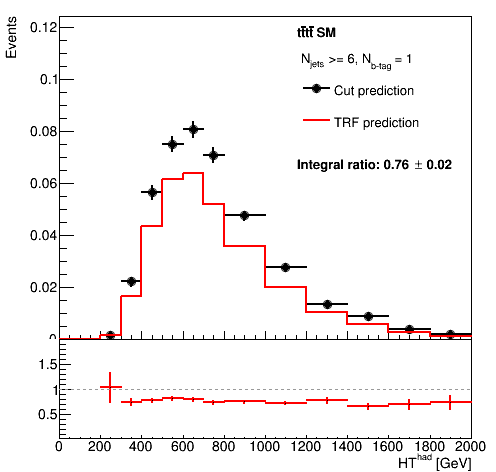 Events
0.12
0.1
0.08
0.06
0.04
0.02
0
tt̄tt̄ SM
N_jets >= 6, N_b-tag = 1
Cut prediction
TRF prediction
Integral ratio: 0.76 ± 0.02
1.5
1
0.5
0 200 400 600 800 1000 1200 1400 1600 1800 2000
HT^had [GeV]